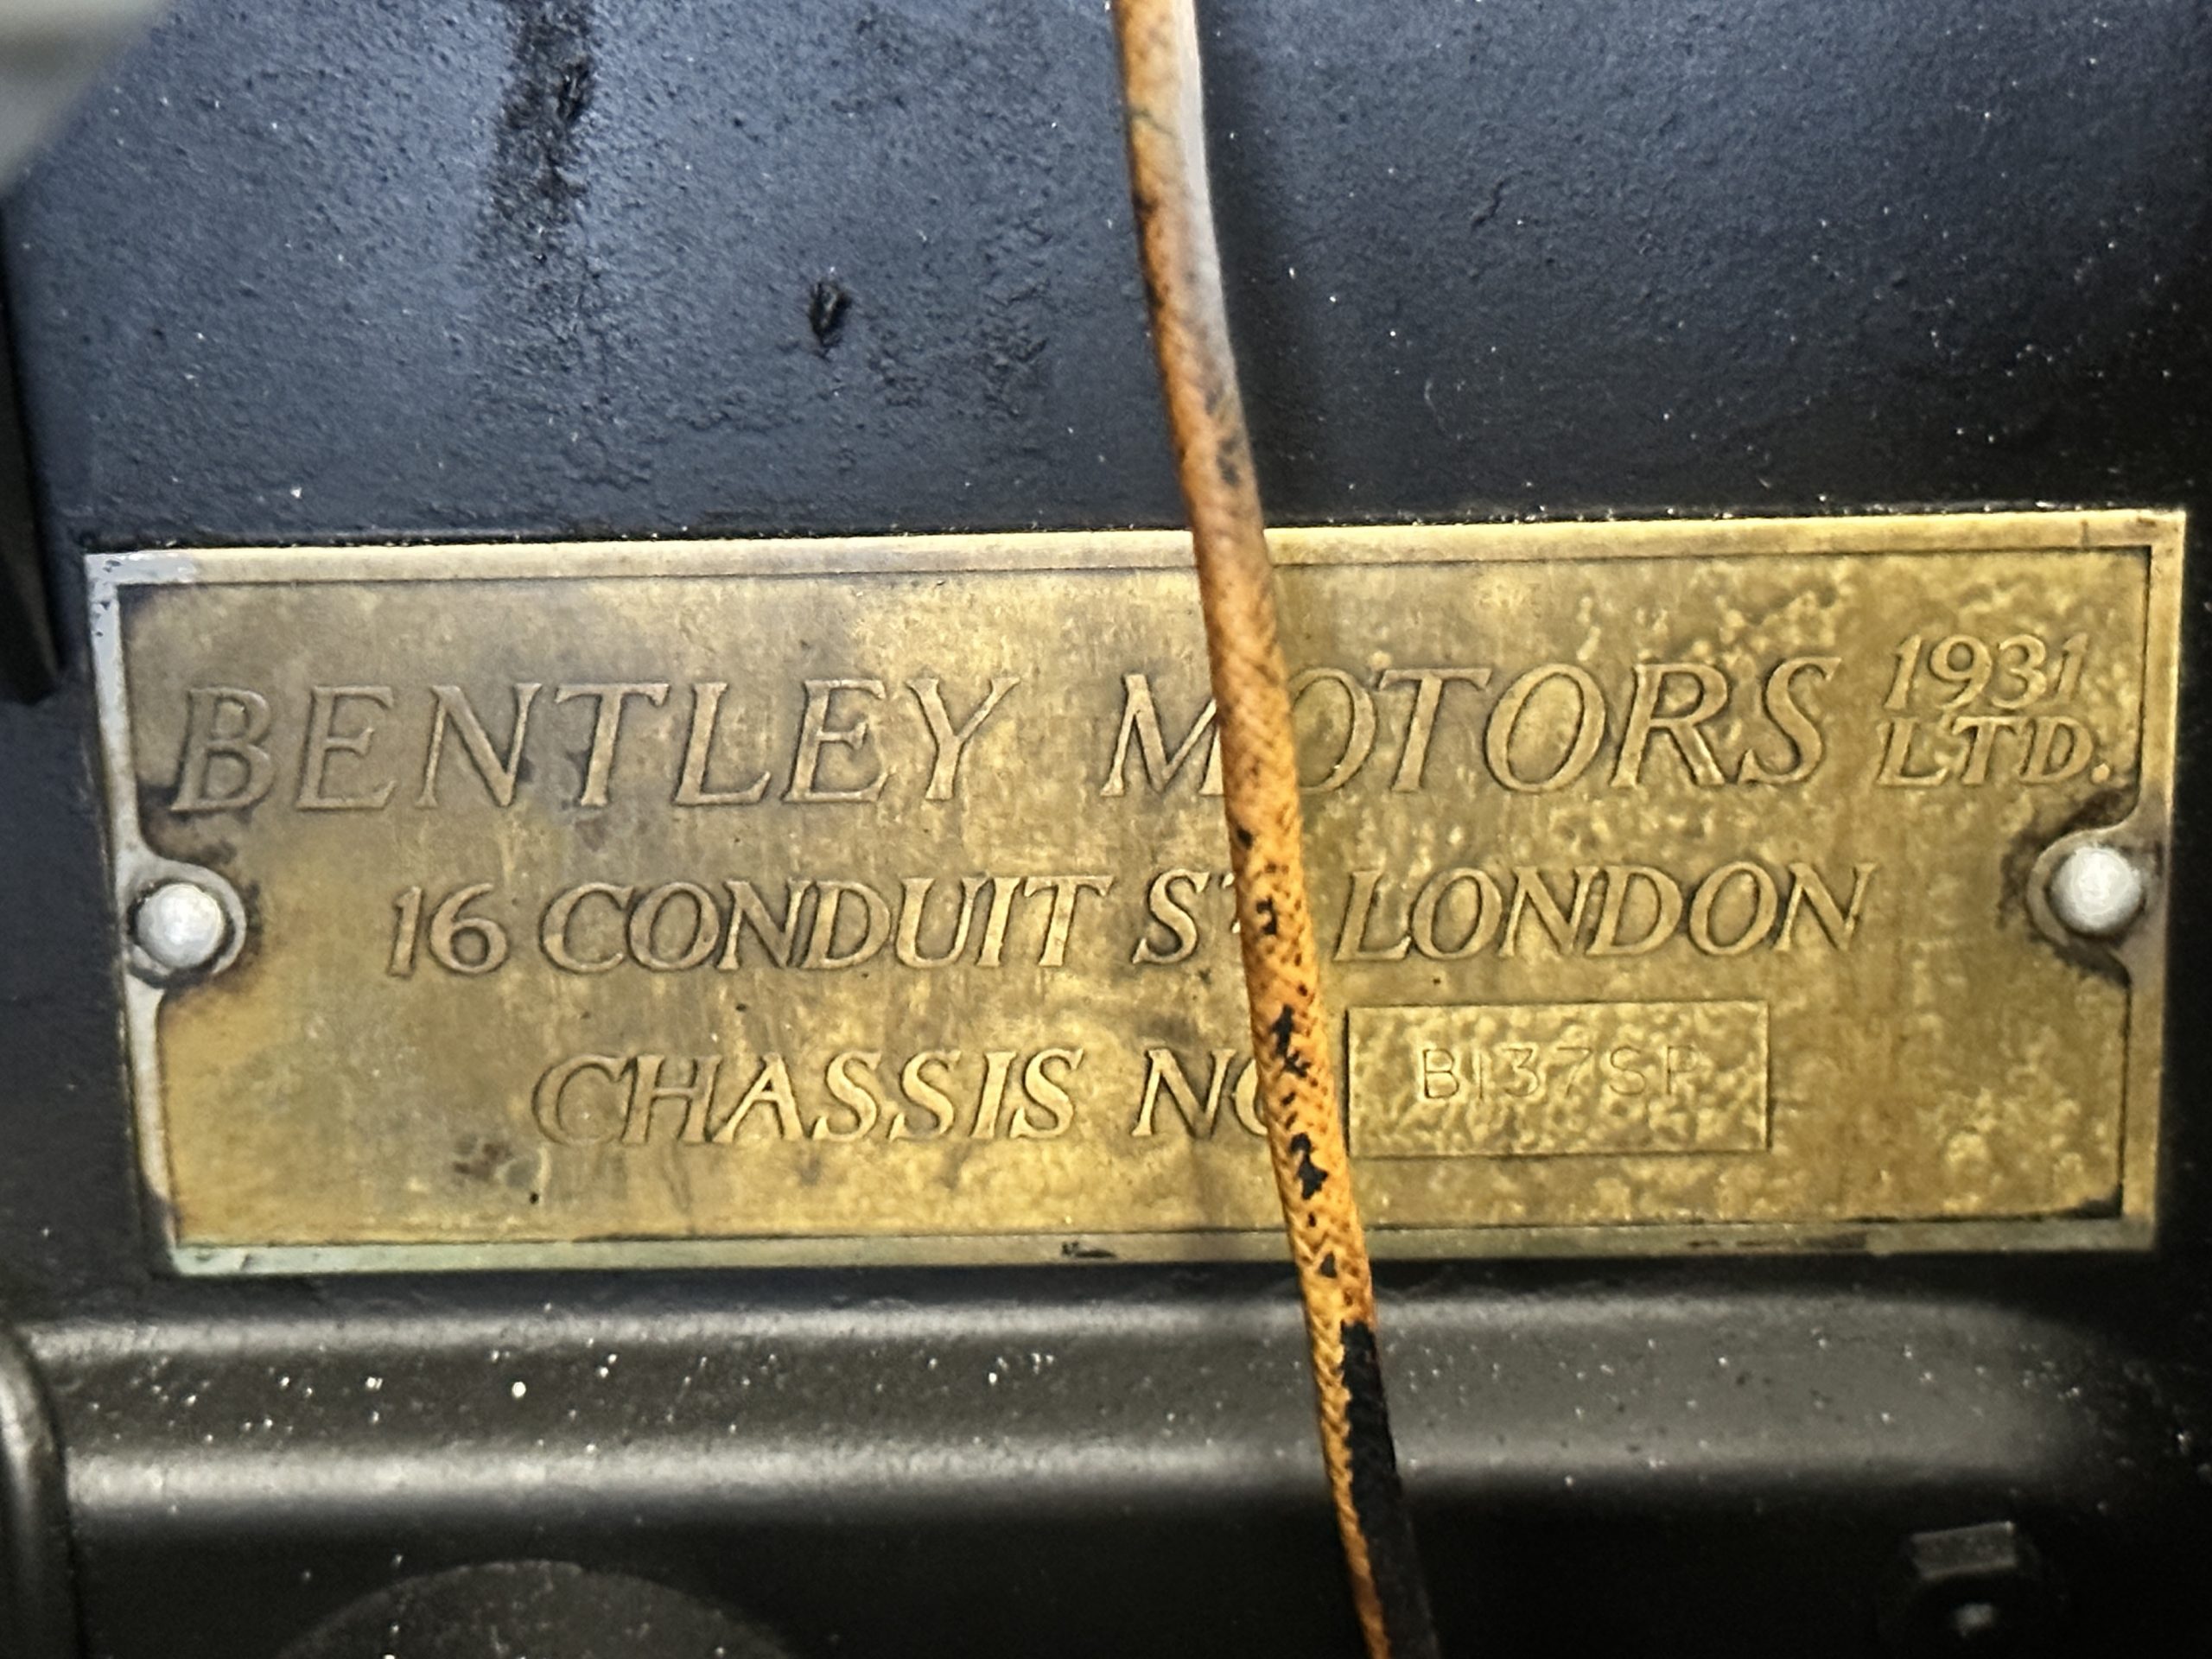 BENTLEY MOTORS 1931 LTD.
16 CONDUIT ST LONDON
CHASSIS NO B137SP